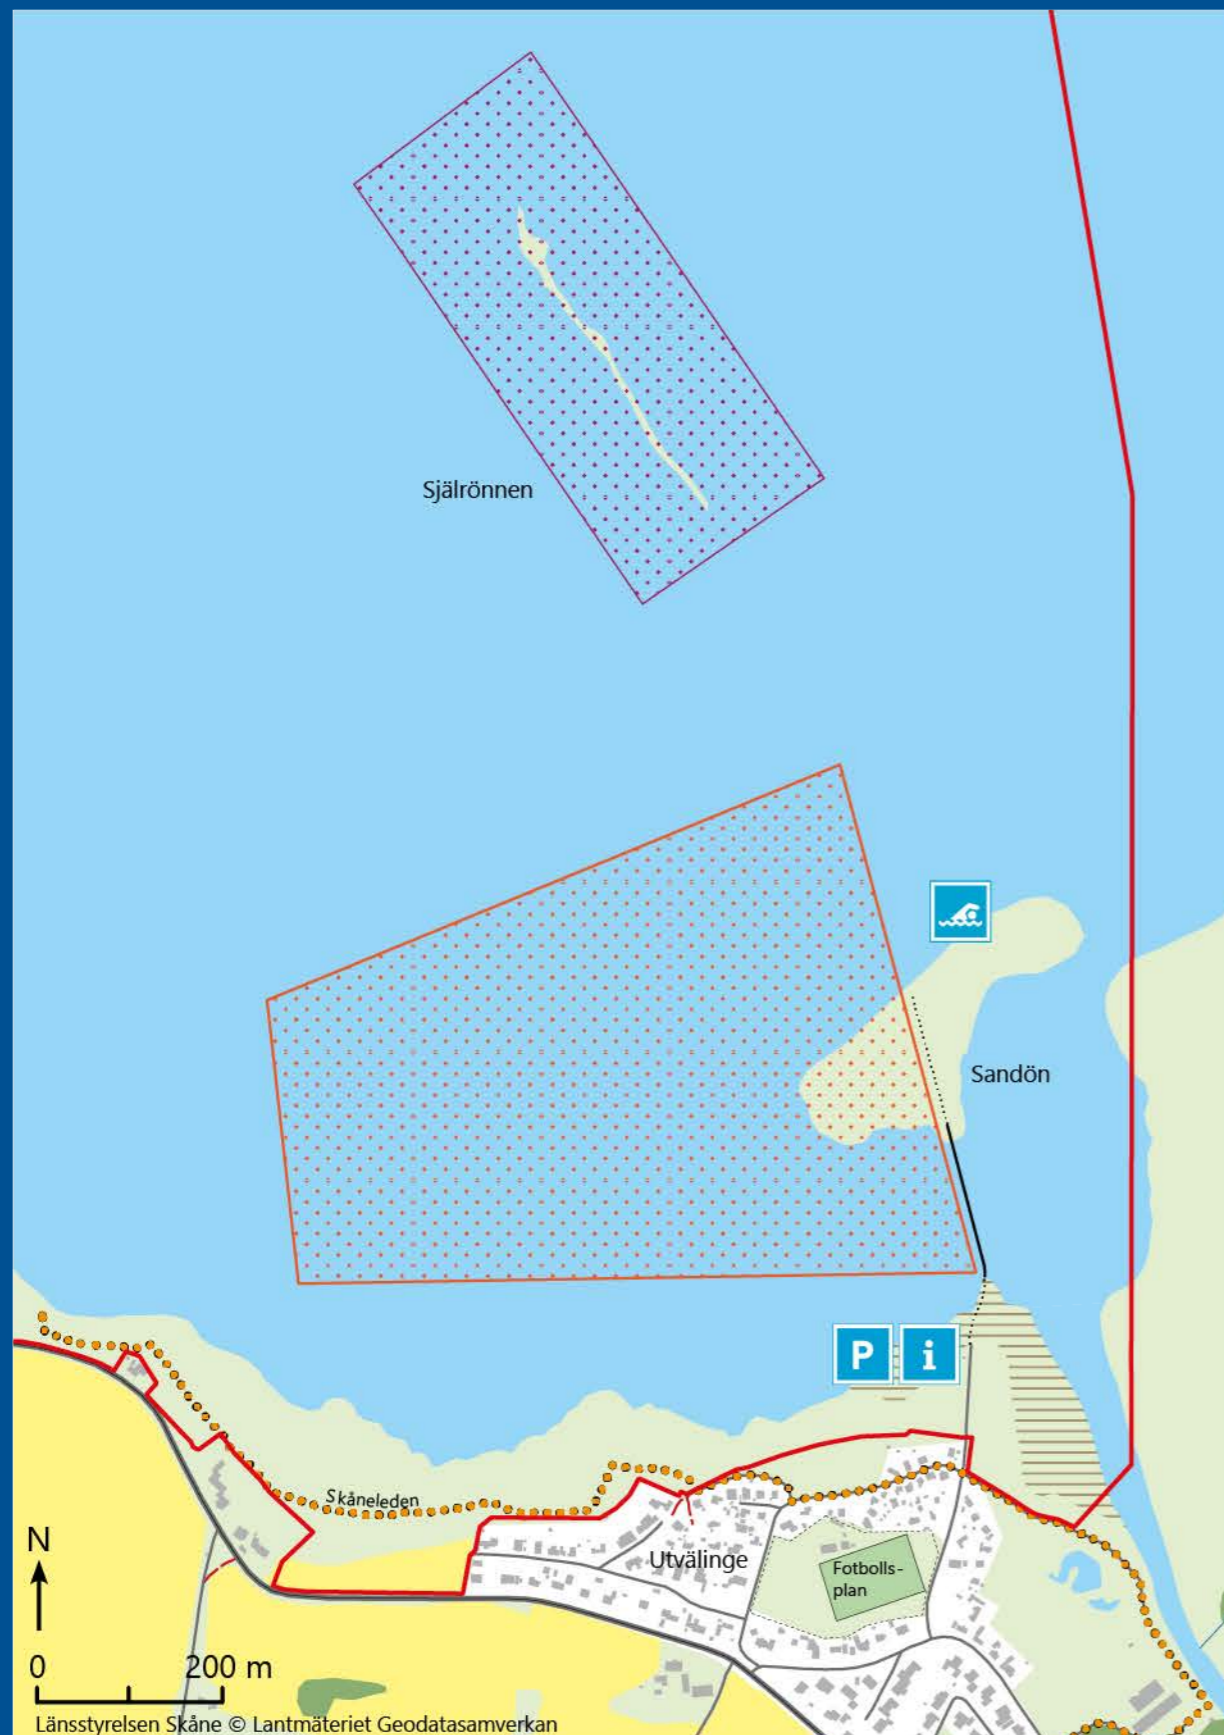 Själrönnen
Sandön
P i
Skåneleden
Utvälinge
Fotbolls-
plan
N
0 200 m
Länsstyrelsen Skåne © Lantmäteriet Geodatasamverkan